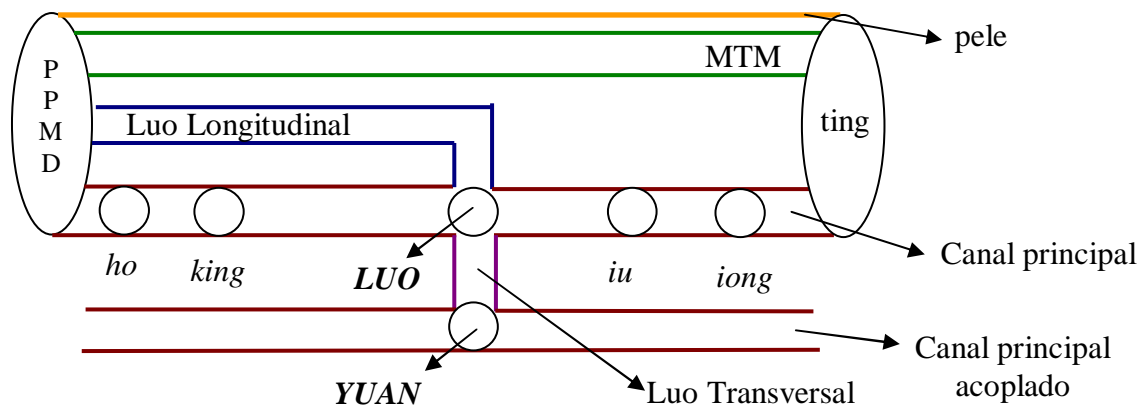 pele
P
P
M
D
MTM
ting
Luo Longitudinal
ho
king
LUO
iu
iong
Canal principal
YUAN
Luo Transversal
Canal principal
acoplado